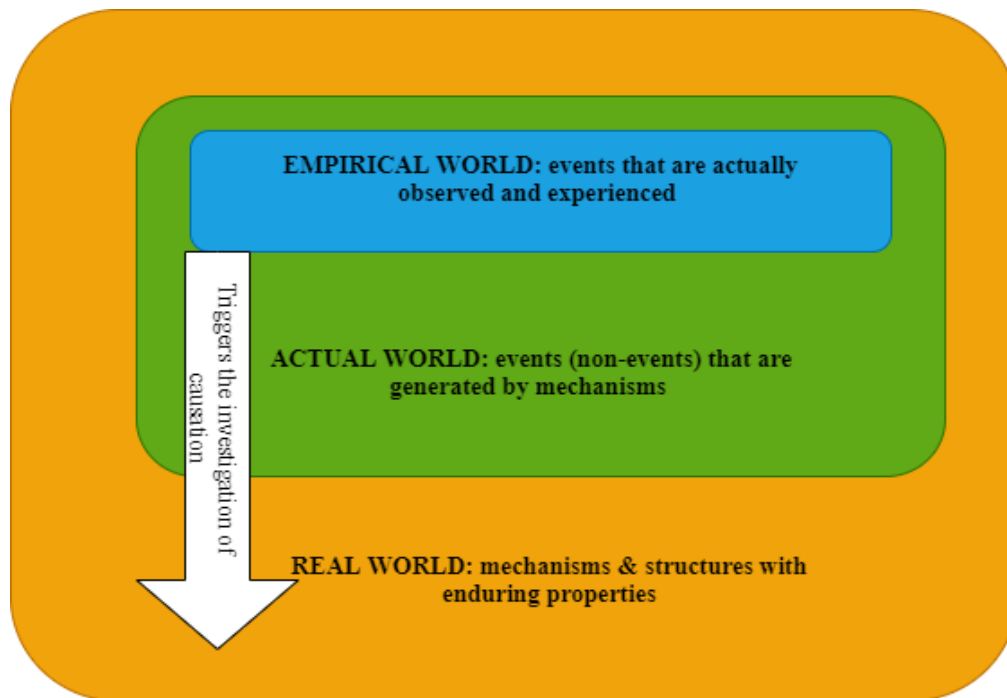 EMPIRICAL WORLD: events that are actually
observed and experienced
Triggers the investigation of
causation
ACTUAL WORLD: events (non-events) that are
generated by mechanisms
REAL WORLD: mechanisms & structures with
enduring properties